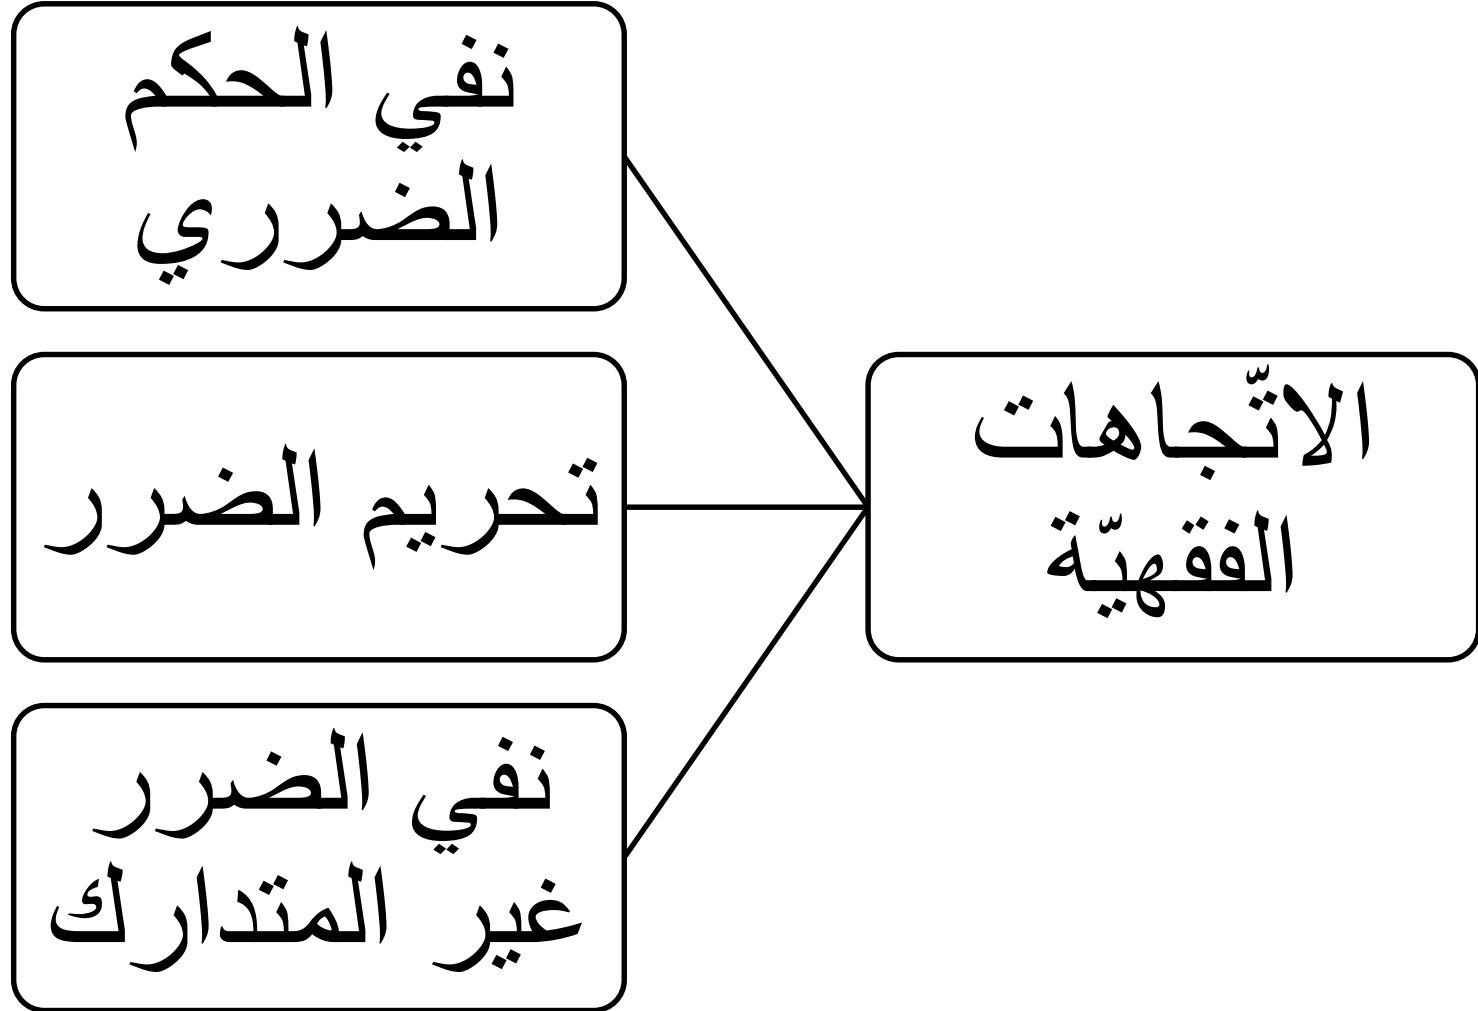 الاتّجاهات
الفقهيّة
نفي الحكم
الضرري
تحريم الضرر
نفي الضرر
غير المتدارك